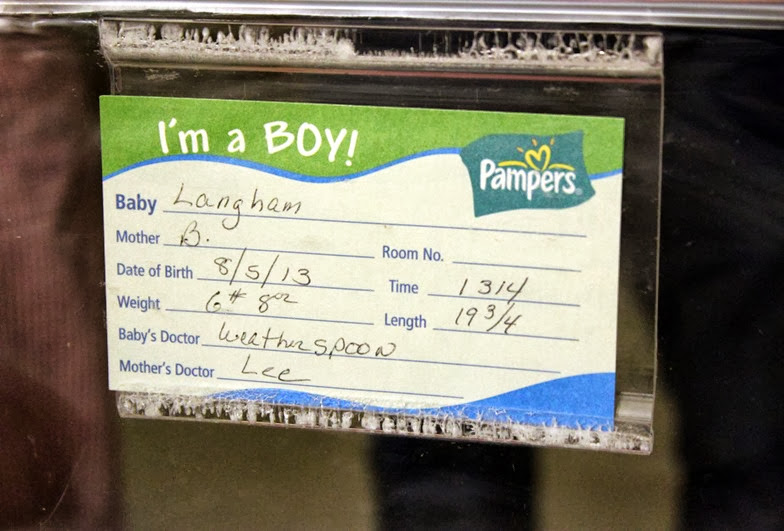 I'm a BOY!
Pampers
Baby Langham
Mother B.
Room No.
Date of Birth 8/5/13
Time 1314
Weight 6# 8oz
Length 19 3/4
Baby's Doctor Weatherspoon
Mother's Doctor Lee